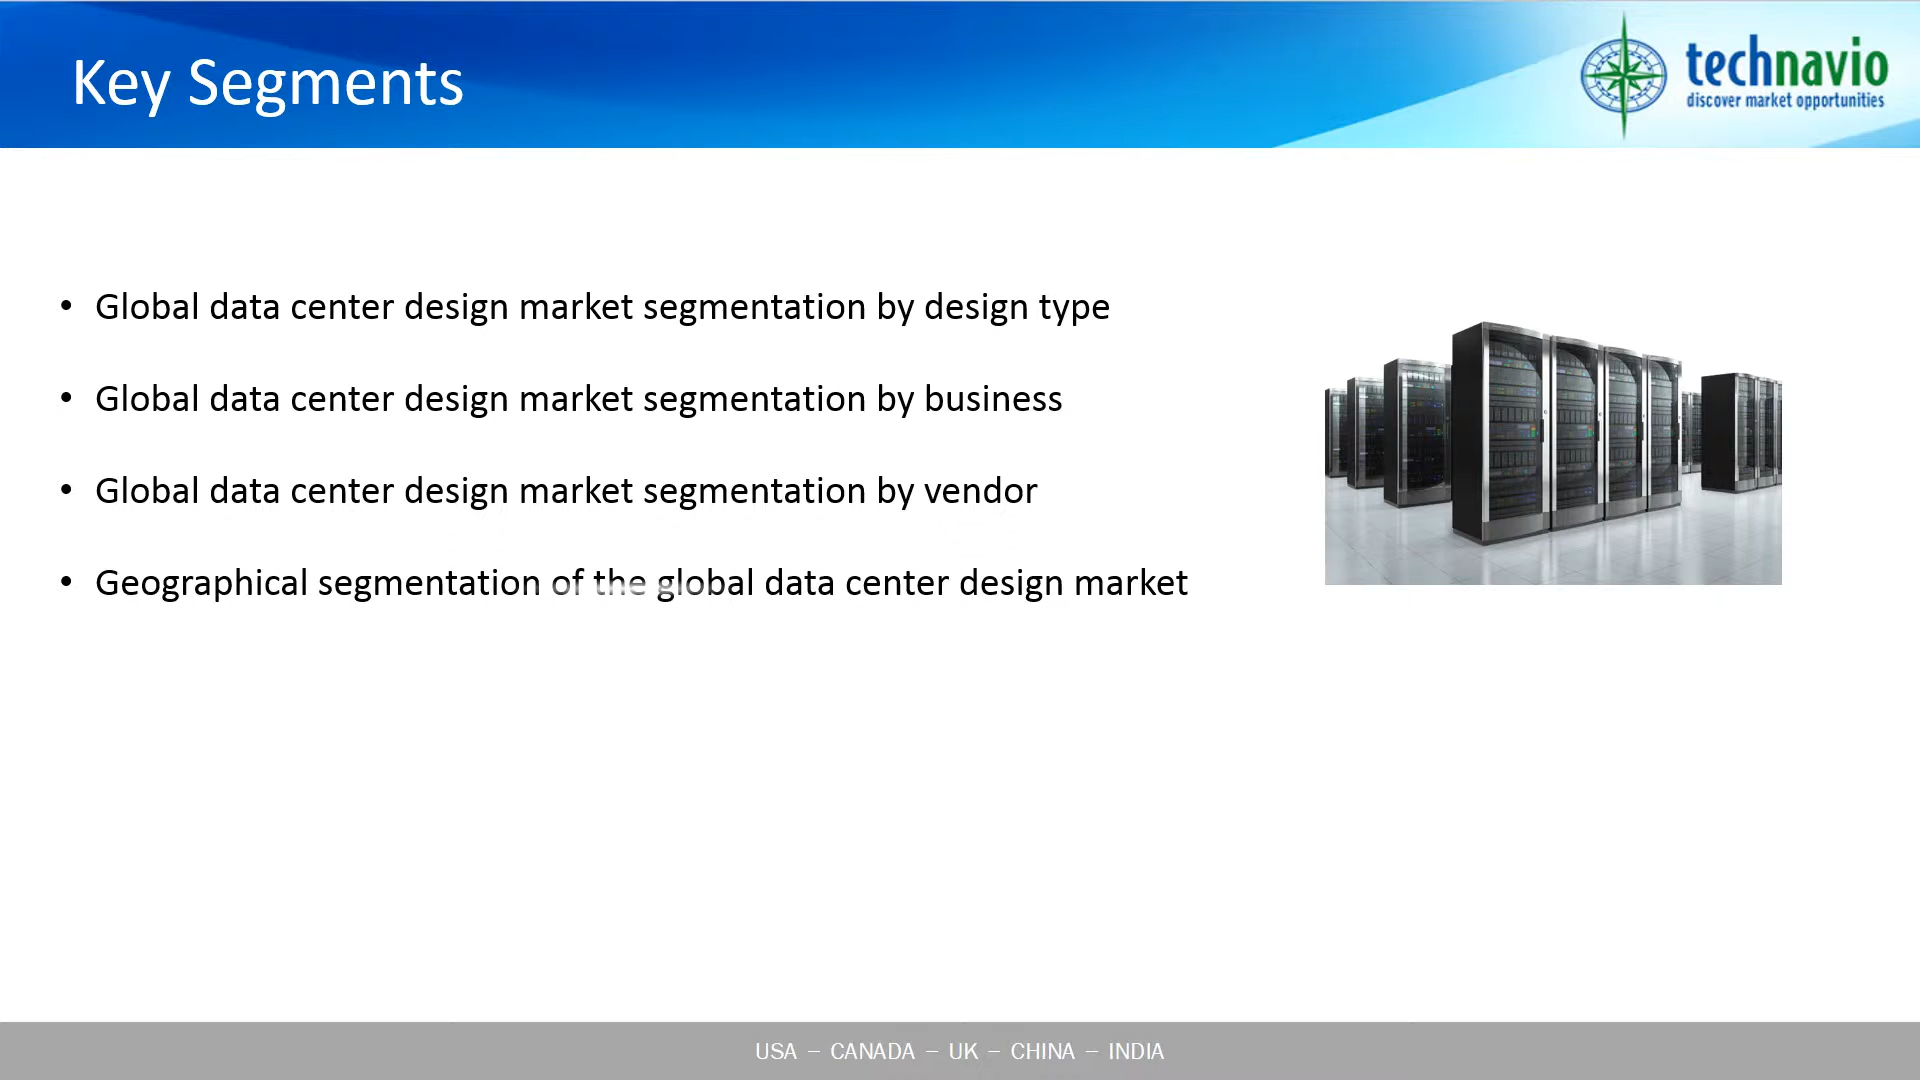 Key Segments
technavio
discover market opportunities
• Global data center design market segmentation by design type
• Global data center design market segmentation by business
• Global data center design market segmentation by vendor
• Geographical segmentation of the global data center design market
USA – CANADA – UK – CHINA – INDIA